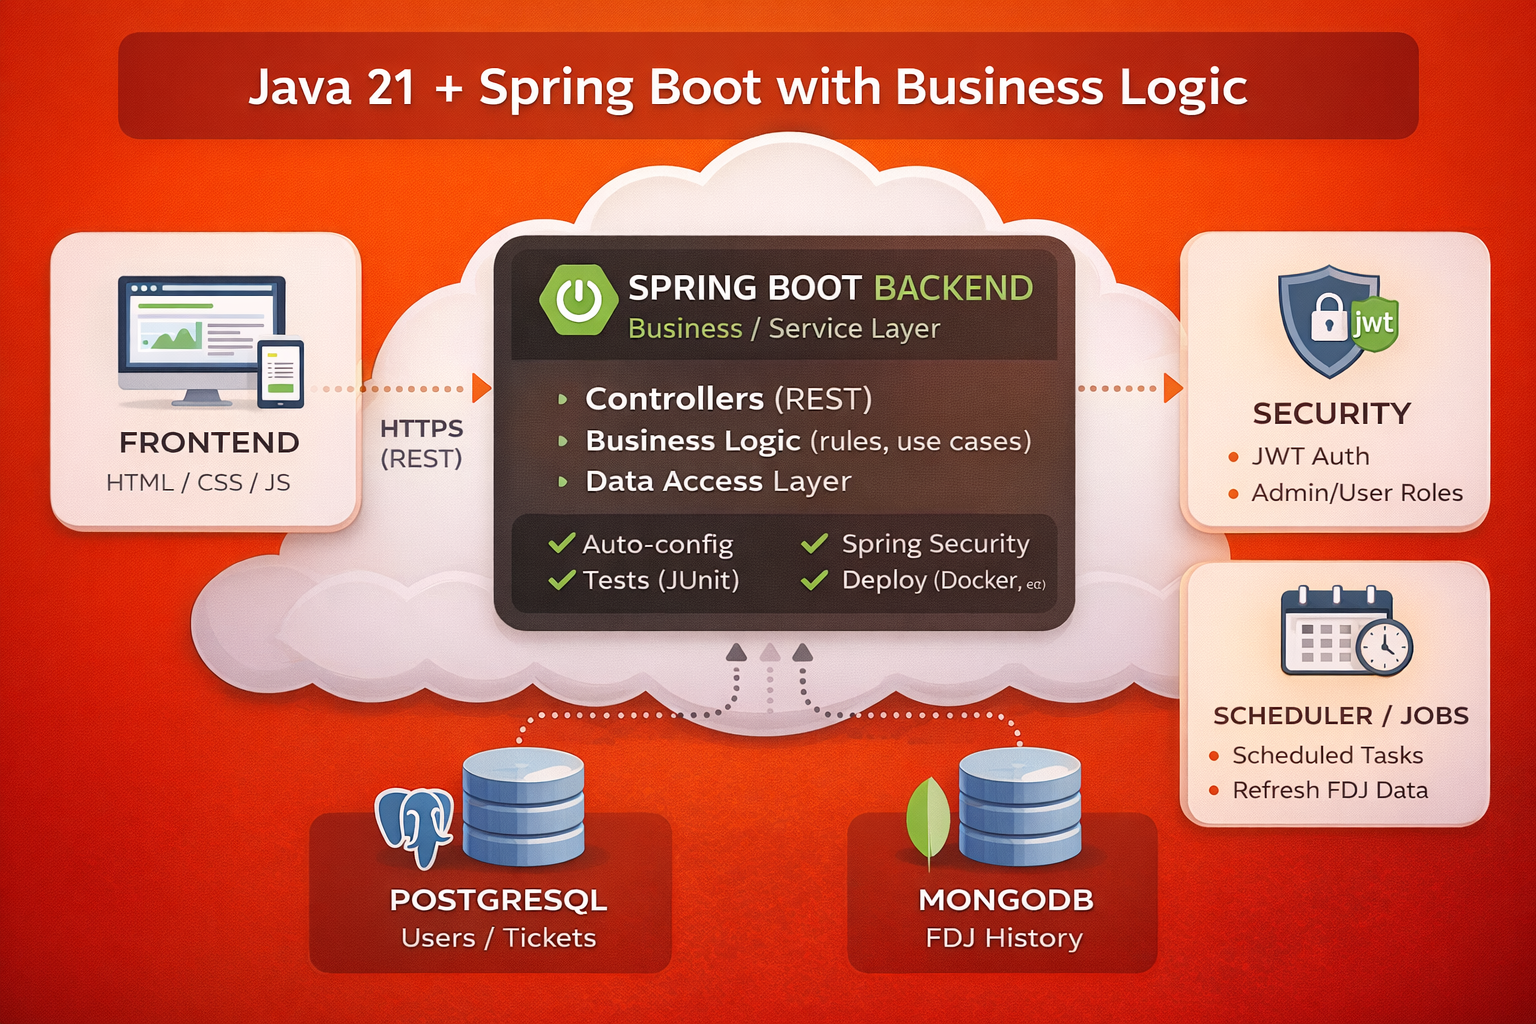 Java 21 + Spring Boot with Business Logic
FRONTEND
HTML / CSS / JS
HTTPS
(REST)
SPRING BOOT BACKEND
Business / Service Layer
Controllers (REST)
Business Logic (rules, use cases)
Data Access Layer
Auto-config
Tests (JUnit)
Spring Security
Deploy (Docker,
jwt
SECURITY
JWT Auth
Admin/User Roles
SCHEDULER / JOBS
Scheduled Tasks
Refresh FDJ Data
POSTGRESQL
Users / Tickets
MONGODB
FDJ History